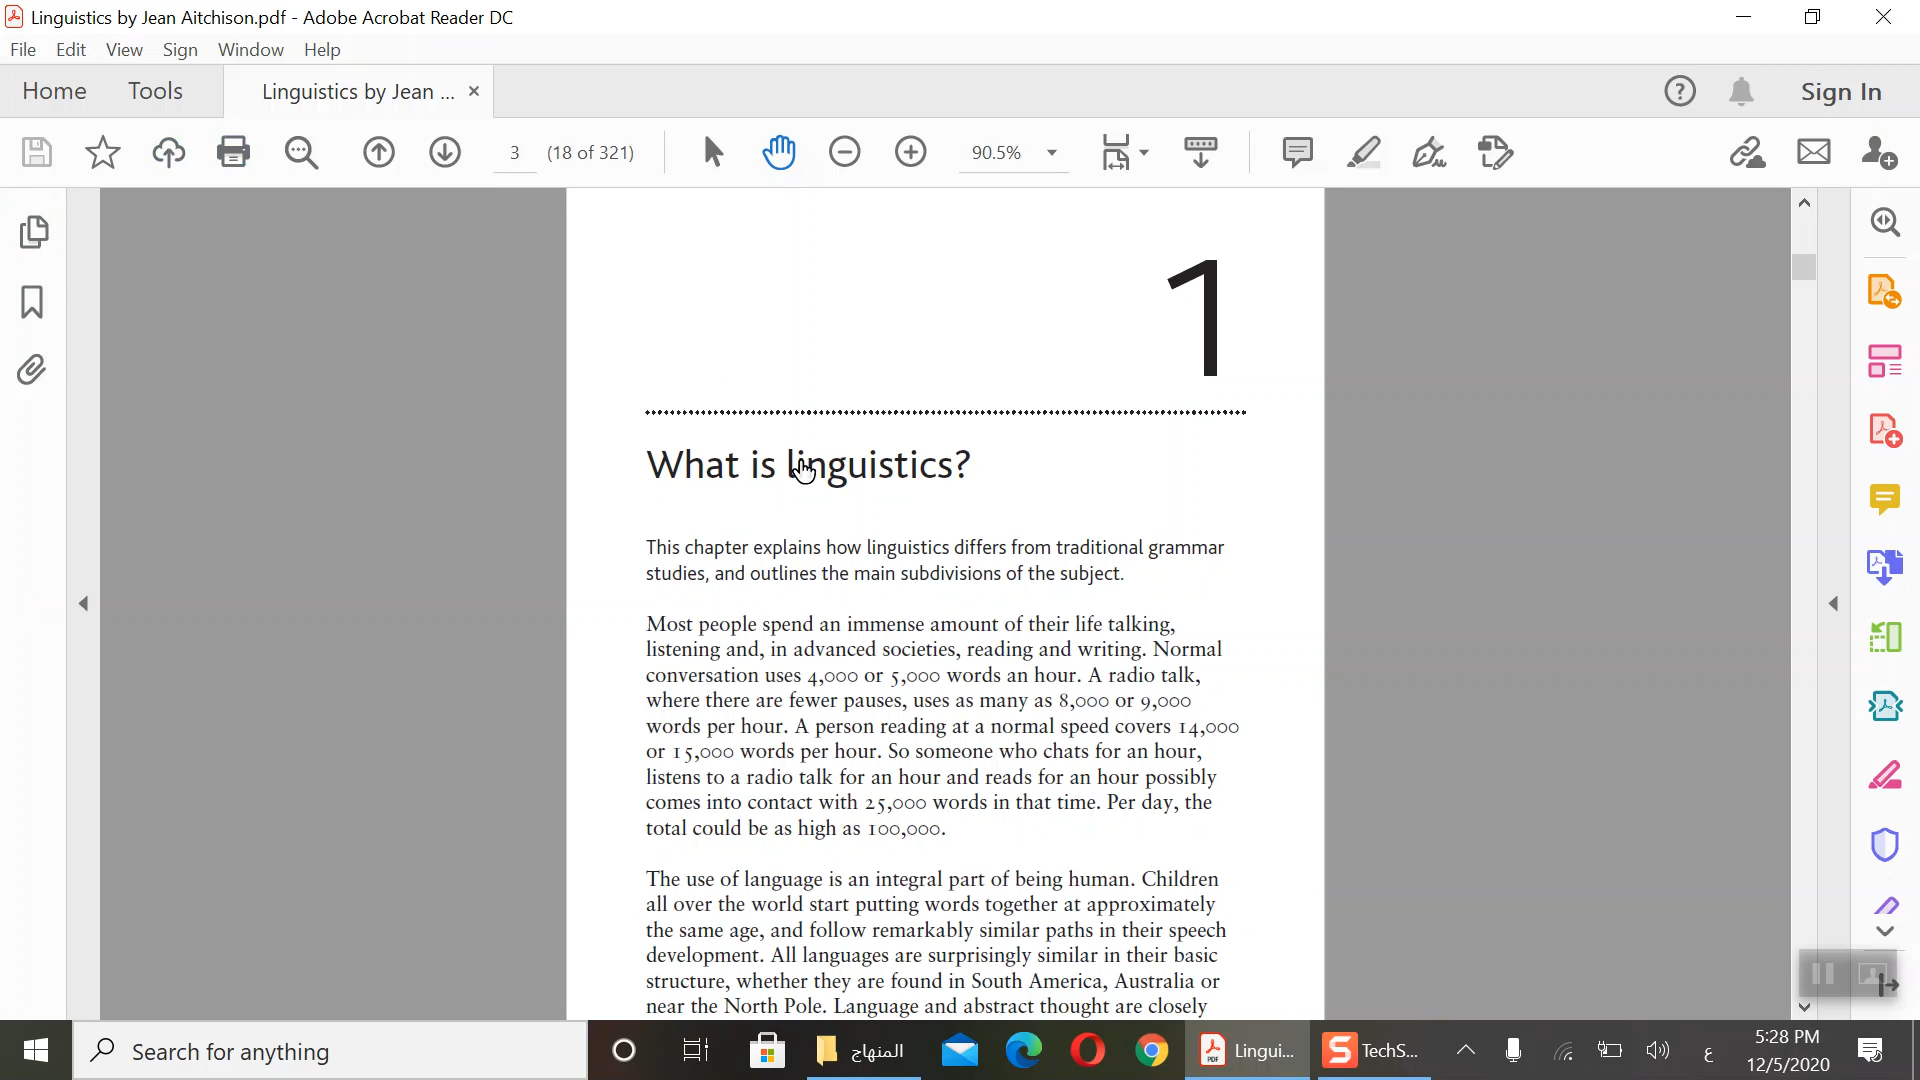 Linguistics by Jean Aitchison.pdf - Adobe Acrobat Reader DC
File Edit View Sign Window Help
Home Tools Linguistics by Jean ... × Sign In
3 (18 of 321) 90.5%
1
What is linguistics?
This chapter explains how linguistics differs from traditional grammar
studies, and outlines the main subdivisions of the subject.
Most people spend an immense amount of their life talking,
listening and, in advanced societies, reading and writing. Normal
conversation uses 4,000 or 5,000 words an hour. A radio talk,
where there are fewer pauses, uses as many as 8,000 or 9,000
words per hour. A person reading at a normal speed covers 14,000
or 15,000 words per hour. So someone who chats for an hour,
listens to a radio talk for an hour and reads for an hour possibly
comes into contact with 25,000 words in that time. Per day, the
total could be as high as 100,000.
The use of language is an integral part of being human. Children
all over the world start putting words together at approximately
the same age, and follow remarkably similar paths in their speech
development. All languages are surprisingly similar in their basic
structure, whether they are found in South America, Australia or
near the North Pole. Language and abstract thought are closely
Search for anything المنهاج Lingui... TechS... ع 5:28 PM
12/5/2020